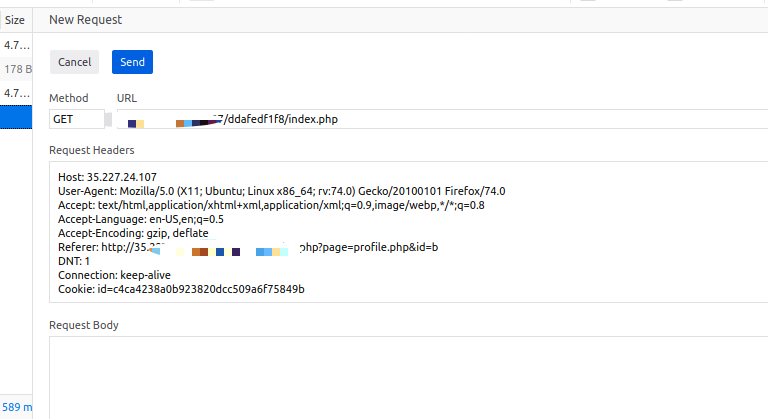 Size
New Request
4.7...
178 B
4.7...
Cancel
Send
Method
URL
GET
7/ddafedf1f8/index.php
Request Headers
Host: 35.227.24.107
User-Agent: Mozilla/5.0 (X11; Ubuntu; Linux x86_64; rv:74.0) Gecko/20100101 Firefox/74.0
Accept: text/html,application/xhtml+xml,application/xml;q=0.9,image/webp,*/*;q=0.8
Accept-Language: en-US,en;q=0.5
Accept-Encoding: gzip, deflate
Referer: http://35. php?page=profile.php&id=b
DNT: 1
Connection: keep-alive
Cookie: id=c4ca4238a0b923820dcc509a6f75849b
Request Body
589 m